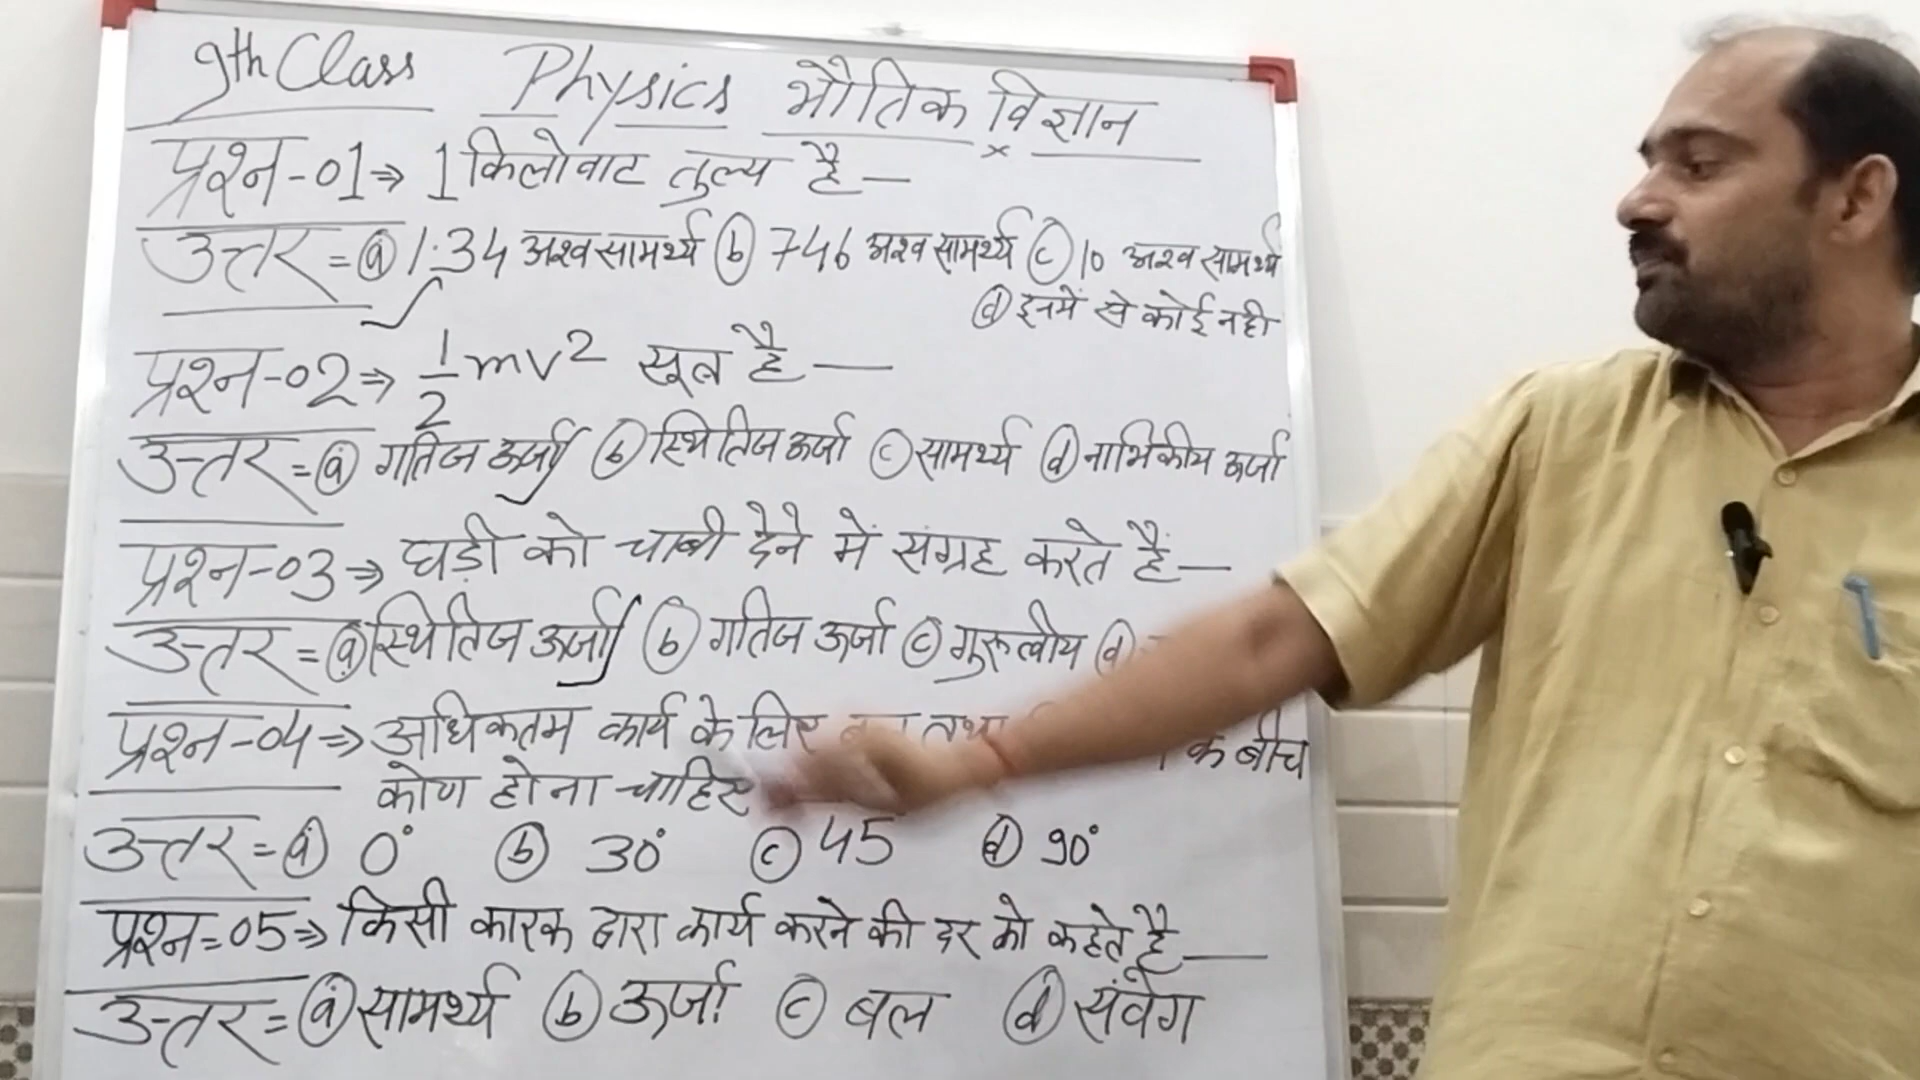 9th Class Physics भौतिक विज्ञान
प्रश्न-01⇒ 1 किलोवाट तुल्य है—
उत्तर=ⓐ 1.34 अश्व सामर्थ्य ⓑ 746 अश्व सामर्थ्य ⓒ 10 अश्व सामर्थ्य
ⓓ इनमें से कोई नही
प्रश्न-02⇒ 1/2 mv² सूत्र है—
उत्तर=ⓐ गतिज ऊर्जा ⓑ स्थितिज ऊर्जा ⓒ सामर्थ्य ⓓ नाभिकीय ऊर्जा
प्रश्न-03⇒ घड़ी को चाबी देने में संग्रह करते हैं—
उत्तर=ⓐ स्थितिज ऊर्जा ⓑ गतिज ऊर्जा ⓒ गुरुत्वीय ⓓ
प्रश्न-04⇒ अधिकतम कार्य के लिए तथा के बीच
कोण होना चाहिए
उत्तर=ⓐ 0° ⓑ 30° ⓒ 45° ⓓ 90°
प्रश्न=05⇒ किसी कारक द्वारा कार्य करने की दर को कहते है—
उत्तर=ⓐ सामर्थ्य ⓑ ऊर्जा ⓒ बल ⓓ संवेग